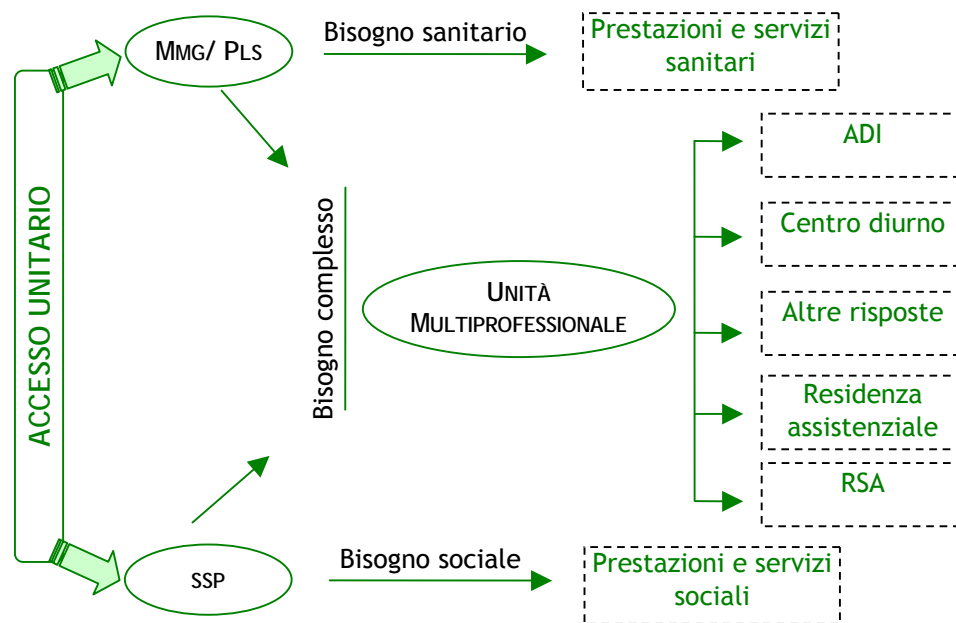 MMG/ PLS
Bisogno sanitario
Prestazioni e servizi
sanitari
ACCESSO UNITARIO
Bisogno complesso
UNITÀ
MULTIPROFESSIONALE
ADI
Centro diurno
Altre risposte
Residenza
assistenziale
RSA
SSP
Bisogno sociale
Prestazioni e servizi
sociali